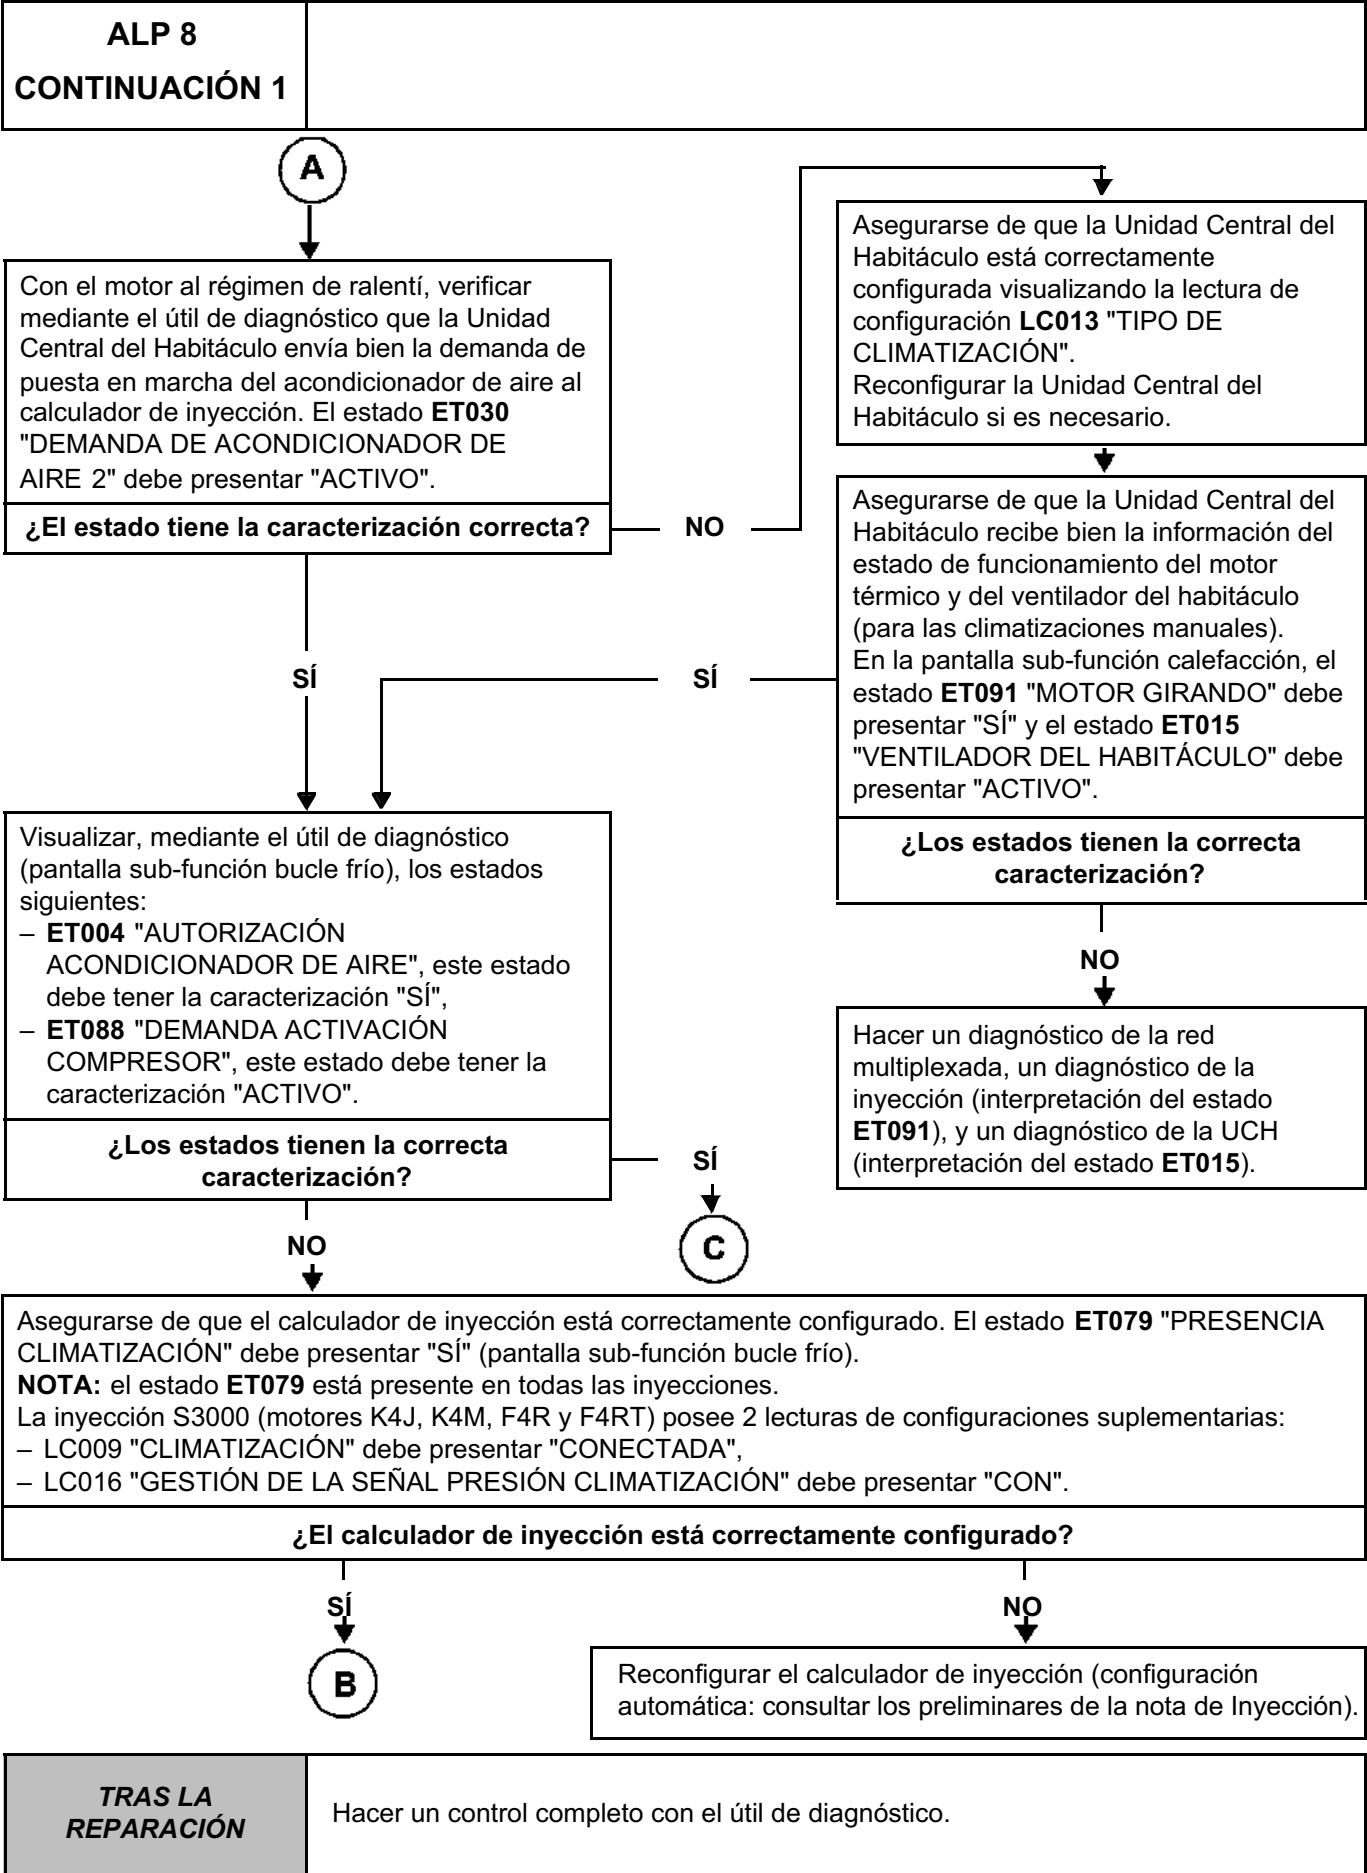 ALP 8
CONTINUACIÓN 1
A
Con el motor al régimen de ralentí, verificar
mediante el útil de diagnóstico que la Unidad
Central del Habitáculo envía bien la demanda de
puesta en marcha del acondicionador de aire al
calculador de inyección. El estado ET030
"DEMANDA DE ACONDICIONADOR DE
AIRE 2" debe presentar "ACTIVO".
¿El estado tiene la caracterización correcta?
NO
Asegurarse de que la Unidad Central del
Habitáculo está correctamente
configurada visualizando la lectura de
configuración LC013 "TIPO DE
CLIMATIZACIÓN".
Reconfigurar la Unidad Central del
Habitáculo si es necesario.
Asegurarse de que la Unidad Central del
Habitáculo recibe bien la información del
estado de funcionamiento del motor
térmico y del ventilador del habitáculo
(para las climatizaciones manuales).
En la pantalla sub-función calefacción, el
estado ET091 "MOTOR GIRANDO" debe
presentar "SÍ" y el estado ET015
"VENTILADOR DEL HABITÁCULO" debe
presentar "ACTIVO".
¿Los estados tienen la correcta
caracterización?
SÍ
SÍ
NO
Hacer un diagnóstico de la red
multiplexada, un diagnóstico de la
inyección (interpretación del estado
ET091), y un diagnóstico de la UCH
(interpretación del estado ET015).
Visualizar, mediante el útil de diagnóstico
(pantalla sub-función bucle frío), los estados
siguientes:
– ET004 "AUTORIZACIÓN
ACONDICIONADOR DE AIRE", este estado
debe tener la caracterización "SÍ",
– ET088 "DEMANDA ACTIVACIÓN
COMPRESOR", este estado debe tener la
caracterización "ACTIVO".
¿Los estados tienen la correcta
caracterización?
SÍ
C
NO
Asegurarse de que el calculador de inyección está correctamente configurado. El estado ET079 "PRESENCIA
CLIMATIZACIÓN" debe presentar "SÍ" (pantalla sub-función bucle frío).
NOTA: el estado ET079 está presente en todas las inyecciones.
La inyección S3000 (motores K4J, K4M, F4R y F4RT) posee 2 lecturas de configuraciones suplementarias:
– LC009 "CLIMATIZACIÓN" debe presentar "CONECTADA",
– LC016 "GESTIÓN DE LA SEÑAL PRESIÓN CLIMATIZACIÓN" debe presentar "CON".
¿El calculador de inyección está correctamente configurado?
SÍ
NO
B
Reconfigurar el calculador de inyección (configuración
automática: consultar los preliminares de la nota de Inyección).
TRAS LA
REPARACIÓN
Hacer un control completo con el útil de diagnóstico.